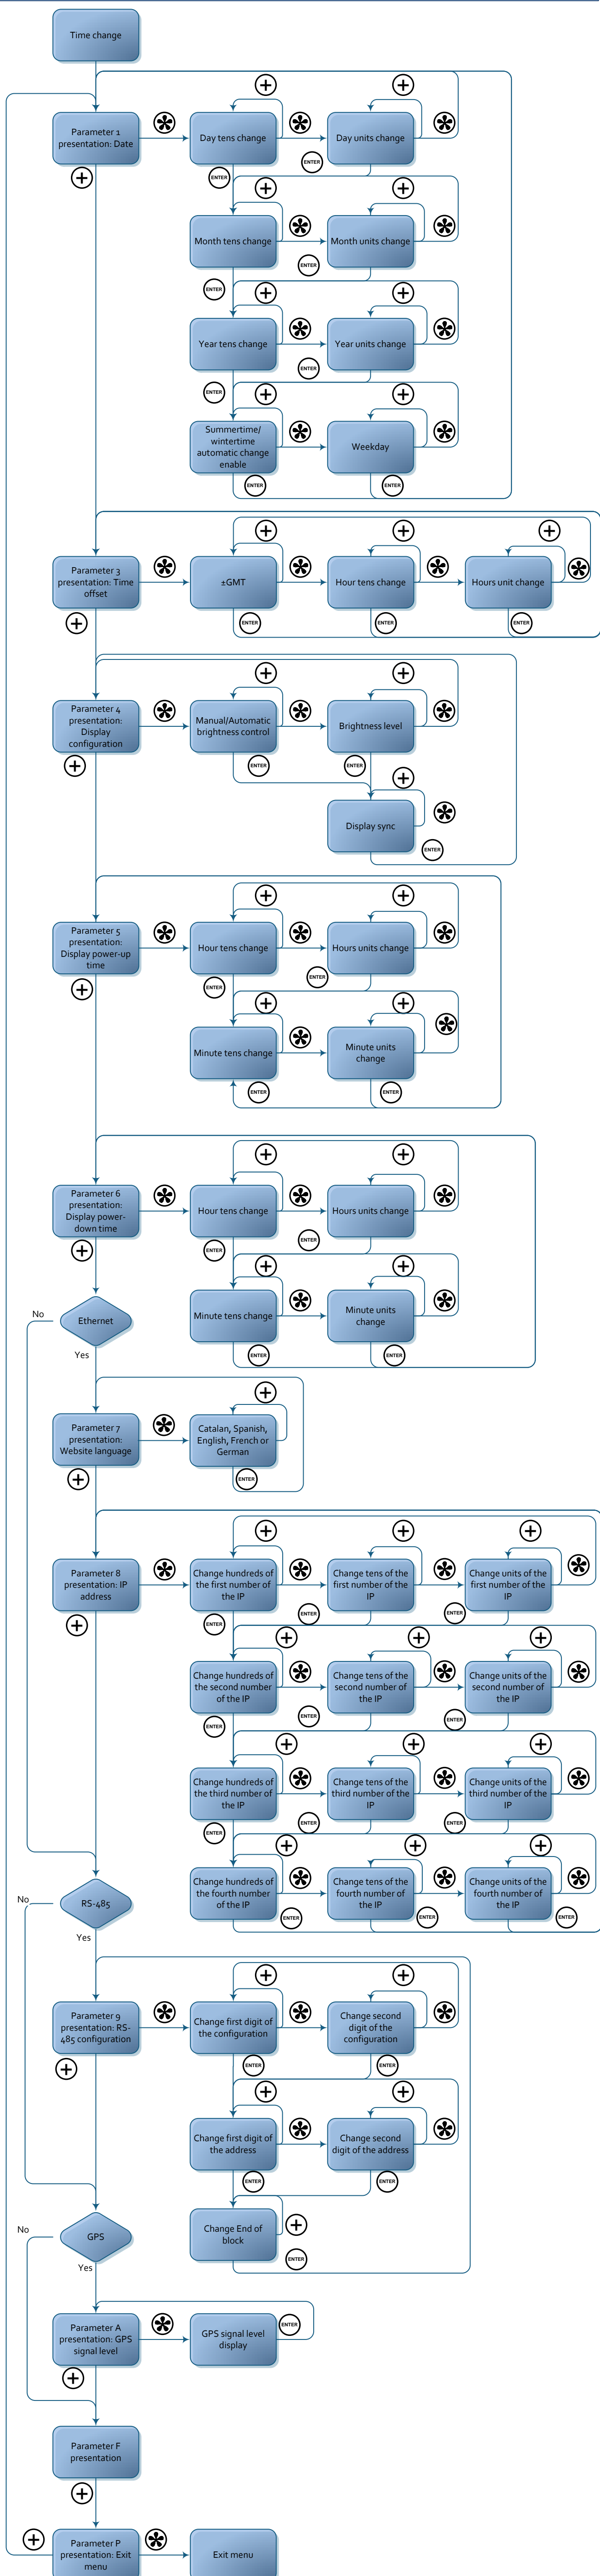 Time change
Parameter 1
presentation: Date
Day tens change
Day units change
ENTER
ENTER
Month tens change
Month units change
ENTER
ENTER
Year tens change
Year units change
ENTER
ENTER
Summertime/
wintertime
automatic change
enable
Weekday
ENTER
ENTER
Parameter 3
presentation: Time
offset
±GMT
Hour tens change
Hours unit change
ENTER
ENTER
ENTER
Parameter 4
presentation:
Display
configuration
Manual/Automatic
brightness control
Brightness level
ENTER
ENTER
Display sync
ENTER
Parameter 5
presentation:
Display power-up
time
Hour tens change
Hours units change
ENTER
ENTER
Minute tens change
Minute units
change
ENTER
ENTER
Parameter 6
presentation:
Display power-
down time
Hour tens change
Hours units change
ENTER
ENTER
No
Ethernet
Yes
Minute tens change
Minute units
change
ENTER
ENTER
Parameter 7
presentation:
Website language
Catalan, Spanish,
English, French or
German
ENTER
Parameter 8
presentation: IP
address
Change hundreds of
the first number of
the IP
Change tens of the
first number of the
IP
Change units of the
first number of the
IP
ENTER
ENTER
ENTER
Change hundreds of
the second number
of the IP
Change tens of the
second number of
the IP
Change units of the
second number of
the IP
ENTER
ENTER
ENTER
Change hundreds of
the third number of
the IP
Change tens of the
third number of the
IP
Change units of the
third number of the
IP
ENTER
ENTER
ENTER
Change hundreds of
the fourth number
of the IP
Change tens of the
fourth number of
the IP
Change units of the
fourth number of
the IP
ENTER
ENTER
ENTER
No
RS-485
Yes
Parameter 9
presentation: RS-
485 configuration
Change first digit of
the configuration
Change second
digit of the
configuration
ENTER
ENTER
Change first digit of
the address
Change second
digit of the address
ENTER
ENTER
Change End of
block
ENTER
No
GPS
Yes
Parameter A
presentation: GPS
signal level
GPS signal level
display
ENTER
Parameter F
presentation
Parameter P
presentation: Exit
menu
Exit menu